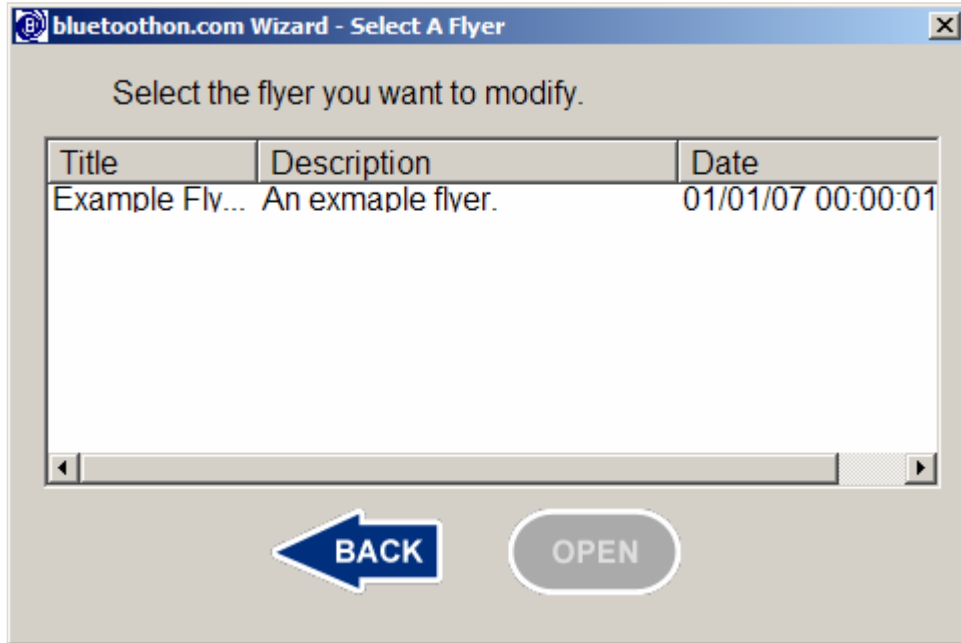 bluetoothon.com Wizard - Select A Flyer
Select the flyer you want to modify.
Title Description Date
Example Fly... An exmaple flyer. 01/01/07 00:00:01
BACK OPEN